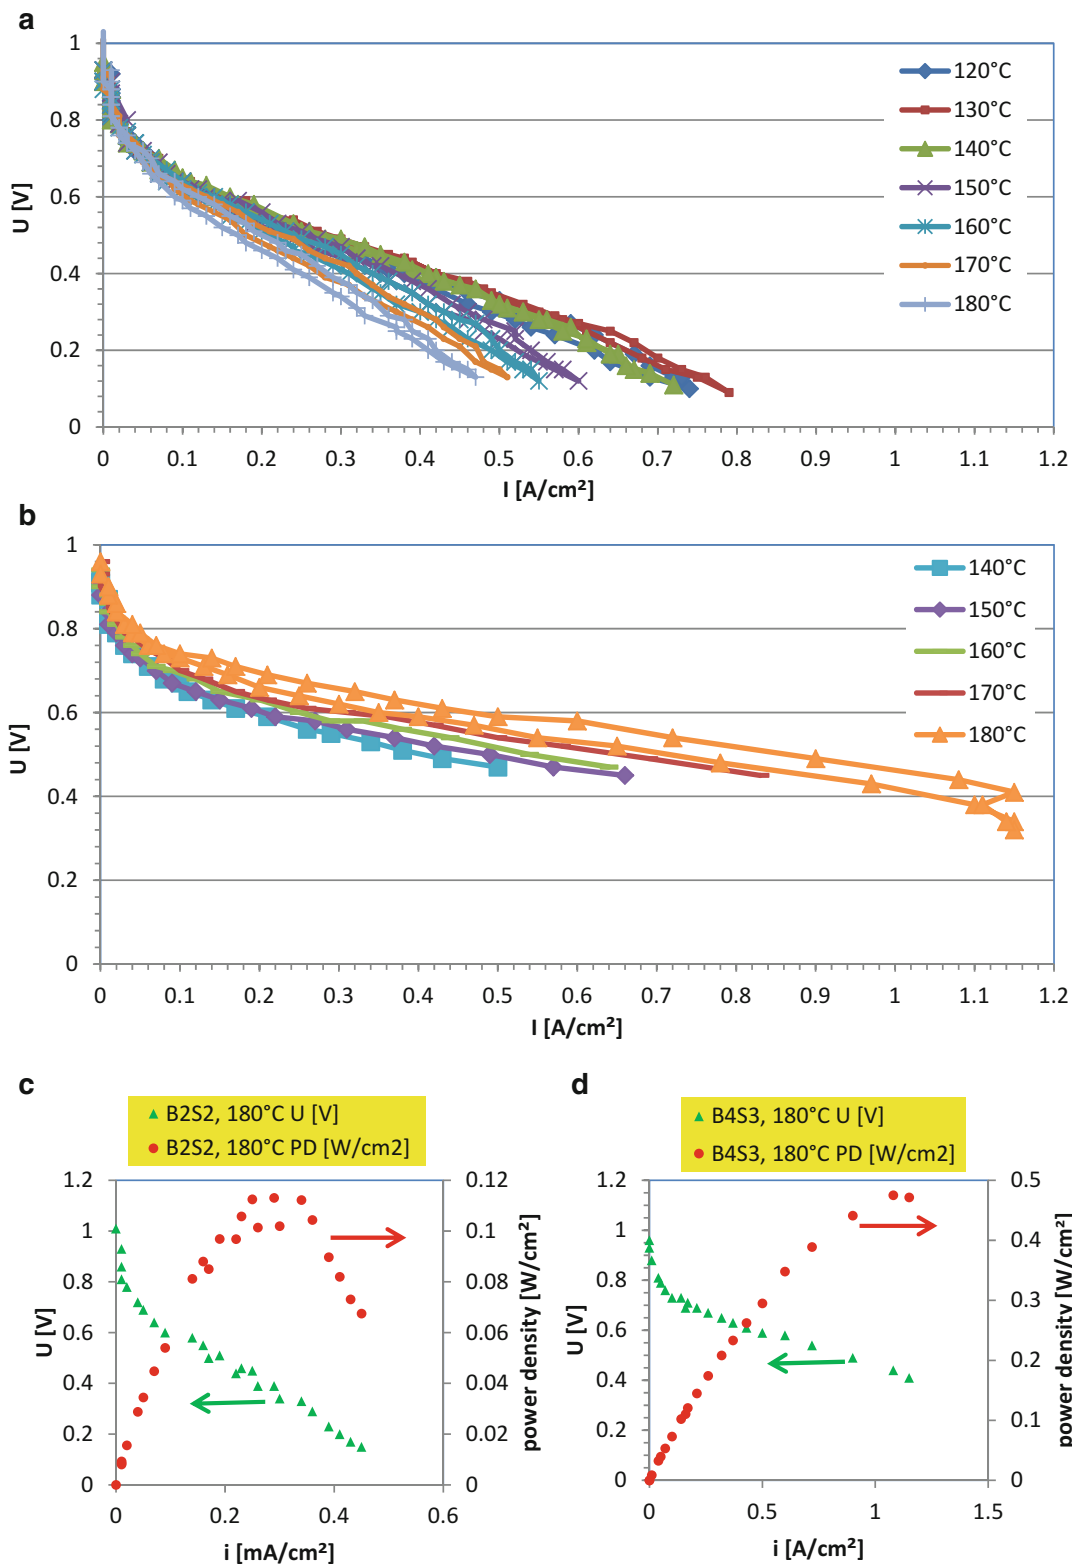 a
1
0.8
0.6
0.4
0.2
0
U [V]
0 0.1 0.2 0.3 0.4 0.5 0.6 0.7 0.8 0.9 1 1.1 1.2
I [A/cm²]
120°C
130°C
140°C
150°C
160°C
170°C
180°C
b
1
0.8
0.6
0.4
0.2
0
U [V]
0 0.1 0.2 0.3 0.4 0.5 0.6 0.7 0.8 0.9 1 1.1 1.2
I [A/cm²]
140°C
150°C
160°C
170°C
180°C
c
B2S2, 180°C U [V]
B2S2, 180°C PD [W/cm2]
1.2
1
0.8
0.6
0.4
0.2
0
U [V]
0.12
0.1
0.08
0.06
0.04
0.02
0
power density [W/cm²]
0 0.2 0.4 0.6
i [mA/cm²]
d
B4S3, 180°C U [V]
B4S3, 180°C PD [W/cm2]
1.2
1
0.8
0.6
0.4
0.2
0
U [V]
0.5
0.4
0.3
0.2
0.1
0
power density [W/cm²]
0 0.5 1 1.5
i [A/cm²]